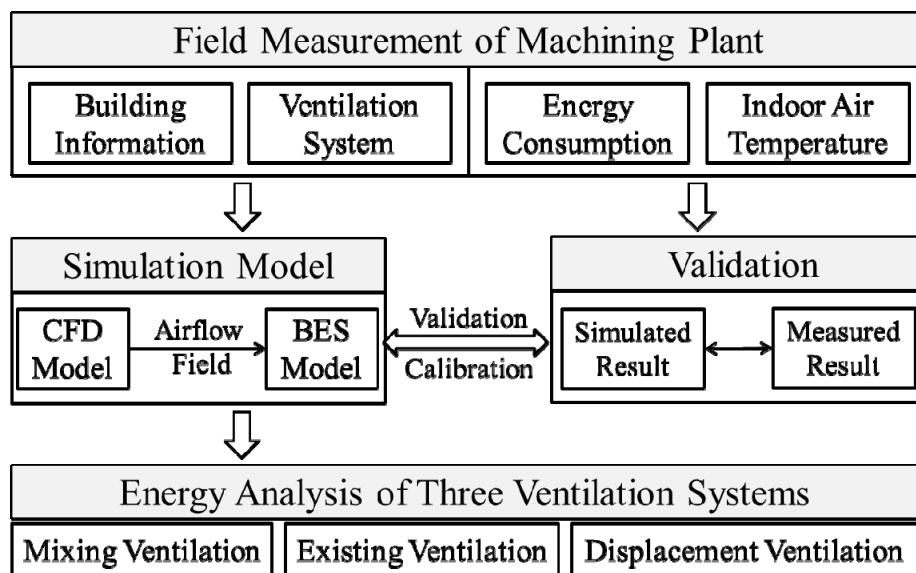 Field Measurement of Machining Plant
Building
Information
Ventilation
System
Energy
Consumption
Indoor Air
Temperature
Simulation Model
CFD
Model
Airflow
Field
BES
Model
Validation
Calibration
Validation
Simulated
Result
Measured
Result
Energy Analysis of Three Ventilation Systems
Mixing Ventilation
Existing Ventilation
Displacement Ventilation